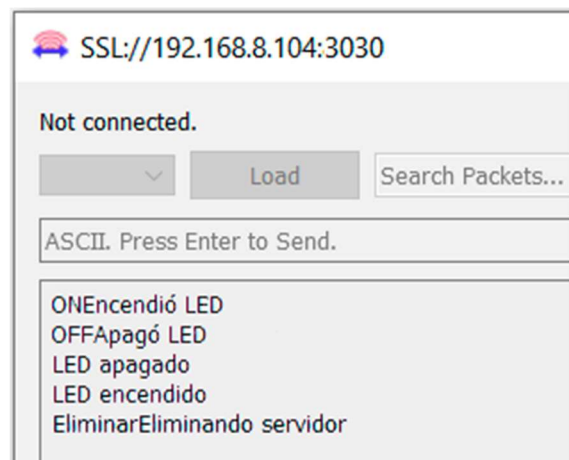 SSL://192.168.8.104:3030
Not connected.
Load Search Packets...
ASCII. Press Enter to Send.
ONEncendió LED
OFFApagó LED
LED apagado
LED encendido
EliminarEliminando servidor